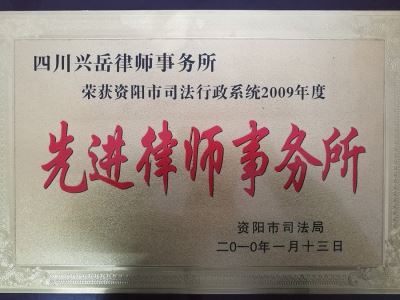 四川兴岳律师事务所
荣获资阳市司法行政系统2009年度
先进律师事务所
资阳市司法局
二〇一〇年一月十三日